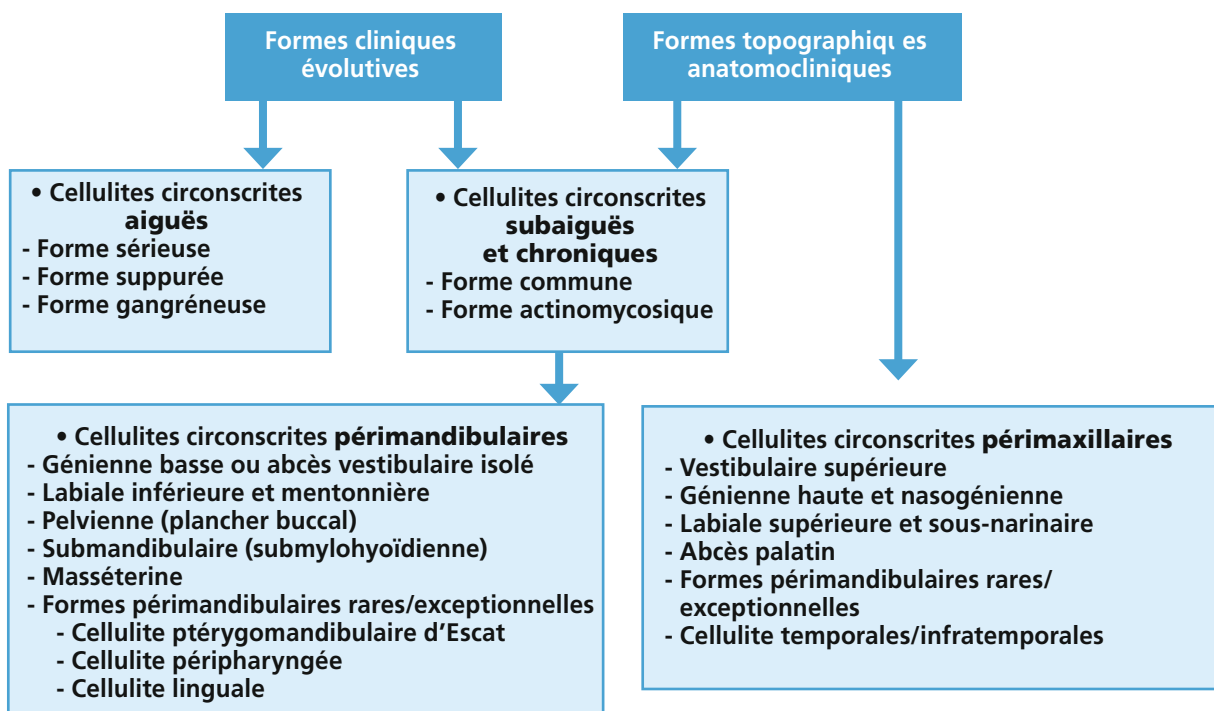 Formes cliniques
évolutives
Formes topographiques
anatomocliniques
• Cellulites circonscrites
aiguës
- Forme sérieuse
- Forme suppurée
- Forme gangréneuse
• Cellulites circonscrites
subaiguës
et chroniques
- Forme commune
- Forme actinomycosique
• Cellulites circonscrites périmandibulaires
- Génienne basse ou abcès vestibulaire isolé
- Labiale inférieure et mentonnière
- Pelvienne (plancher buccal)
- Submandibulaire (submylohyoïdienne)
- Masséterine
- Formes périmandibulaires rares/exceptionnelles
- Cellulite ptérygomandibulaire d'Escat
- Cellulite péripharyngée
- Cellulite linguale
• Cellulites circonscrites périmaxillaires
- Vestibulaire supérieure
- Génienne haute et nasogénienne
- Labiale supérieure et sous-narinaire
- Abcès palatin
- Formes périmandibulaires rares/
exceptionnelles
- Cellulite temporales/infratemporales